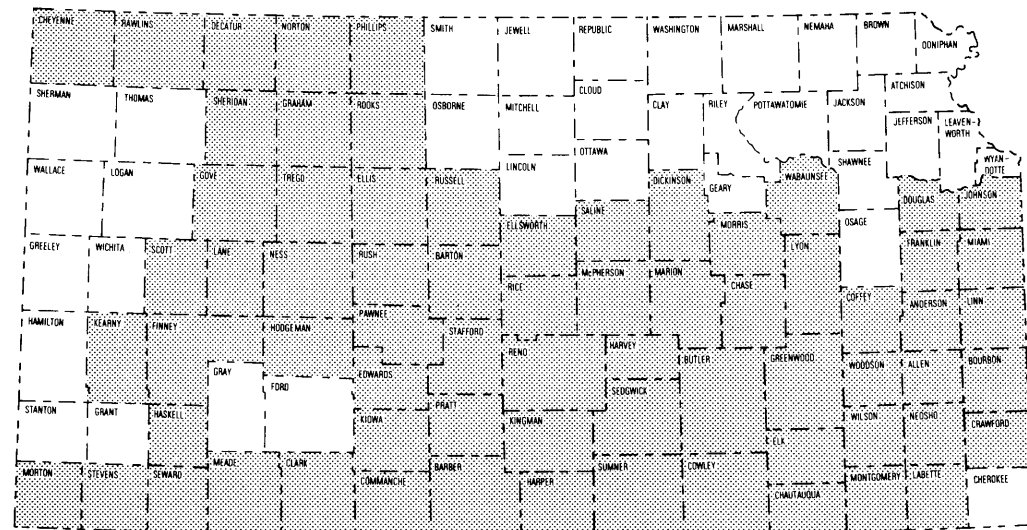 CHEYENNE RAWLINS DECATUR NORTON PHILLIPS SMITH JEWELL REPUBLIC WASHINGTON MARSHALL NEMAHA BROWN DONIPHAN
SHERMAN THOMAS SHERIDAN GRAHAM ROOKS OSBORNE MITCHELL CLOUD CLAY RILEY POTTAWATOMIE JACKSON ATCHISON
JEFFERSON LEAVEN-
WORTH
WYAN-
DOTTE
WALLACE LOGAN GOVE TREGO ELLIS RUSSELL LINCOLN OTTAWA DICKINSON GEARY WABAUNSEE SHAWNEE DOUGLAS JOHNSON
GREELEY WICHITA SCOTT LANE NESS RUSH BARTON ELLSWORTH SALINE MORRIS LYON OSAGE FRANKLIN MIAMI
HAMILTON KEARNY FINNEY HODGEMAN PAWNEE STAFFORD RICE McPHERSON MARION CHASE COFFEY ANDERSON LINN
GRAY FORD EDWARDS RENO HARVEY BUTLER GREENWOOD WOODSON ALLEN BOURBON
STANTON GRANT HASKELL KIOWA PRATT KINGMAN SEDGWICK ELK WILSON NEOSHO CRAWFORD
MORTON STEVENS SEWARD MEADE CLARK COMMANCHE BARBER HARPER SUMNER COWLEY CHAUTAUQUA MONTGOMERY LABETTE CHEROKEE